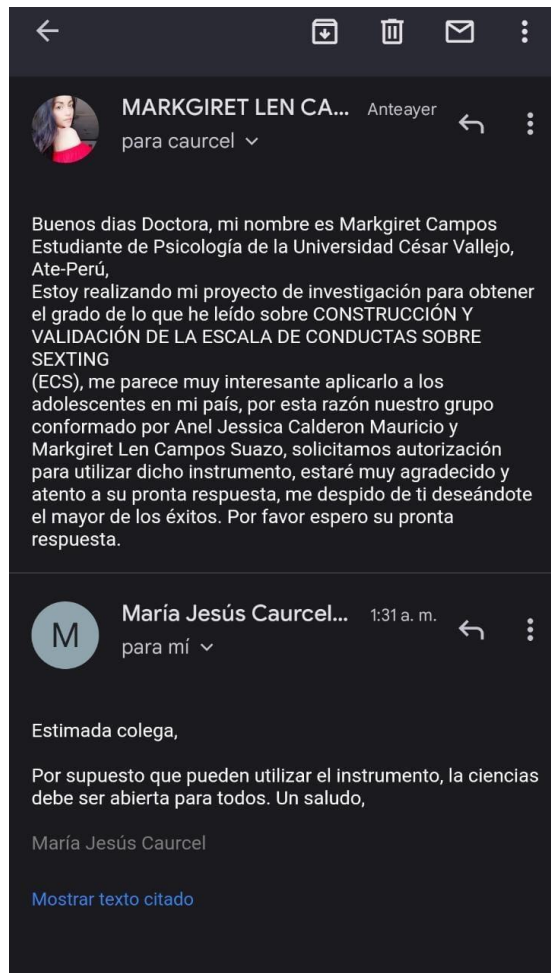 MARKGIRET LEN CA... Anteayer
para caurcel
Buenos dias Doctora, mi nombre es Markgiret Campos
Estudiante de Psicología de la Universidad César Vallejo,
Ate-Perú,
Estoy realizando mi proyecto de investigación para obtener
el grado de lo que he leído sobre CONSTRUCCIÓN Y
VALIDACIÓN DE LA ESCALA DE CONDUCTAS SOBRE
SEXTING
(ECS), me parece muy interesante aplicarlo a los
adolescentes en mi país, por esta razón nuestro grupo
conformado por Anel Jessica Calderon Mauricio y
Markgiret Len Campos Suazo, solicitamos autorización
para utilizar dicho instrumento, estaré muy agradecido y
atento a su pronta respuesta, me despido de ti deseándote
el mayor de los éxitos. Por favor espero su pronta
respuesta.
M
María Jesús Caurcel... 1:31 a. m.
para mí
Estimada colega,
Por supuesto que pueden utilizar el instrumento, la ciencias
debe ser abierta para todos. Un saludo,
María Jesús Caurcel
Mostrar texto citado